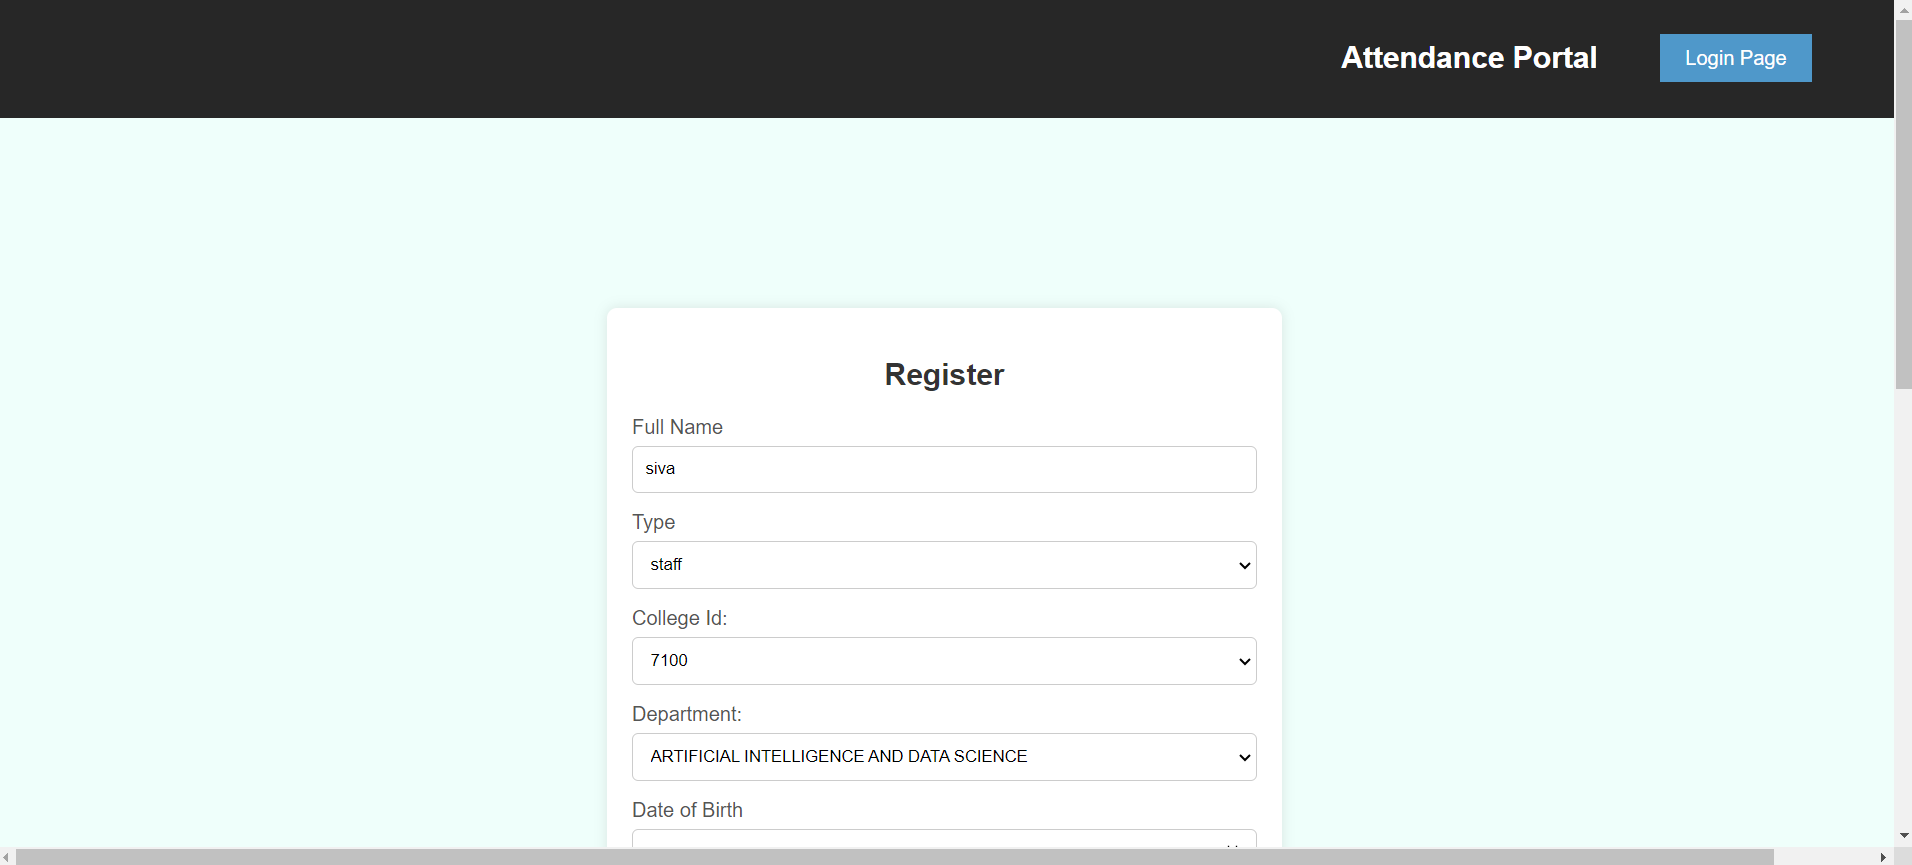 Attendance Portal
Login Page
Register
Full Name
siva
Type
staff
College Id:
7100
Department:
ARTIFICIAL INTELLIGENCE AND DATA SCIENCE
Date of Birth